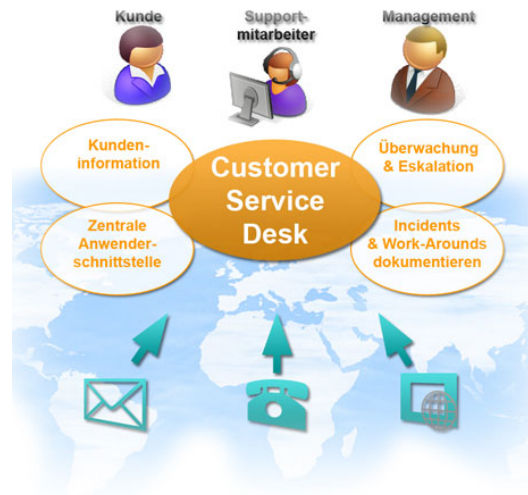 Kunde
Support-
mitarbeiter
Management
Kunden-
information
Customer
Service
Desk
Überwachung
& Eskalation
Zentrale
Anwender-
schnittstelle
Incidents
& Work-Arounds
dokumentieren